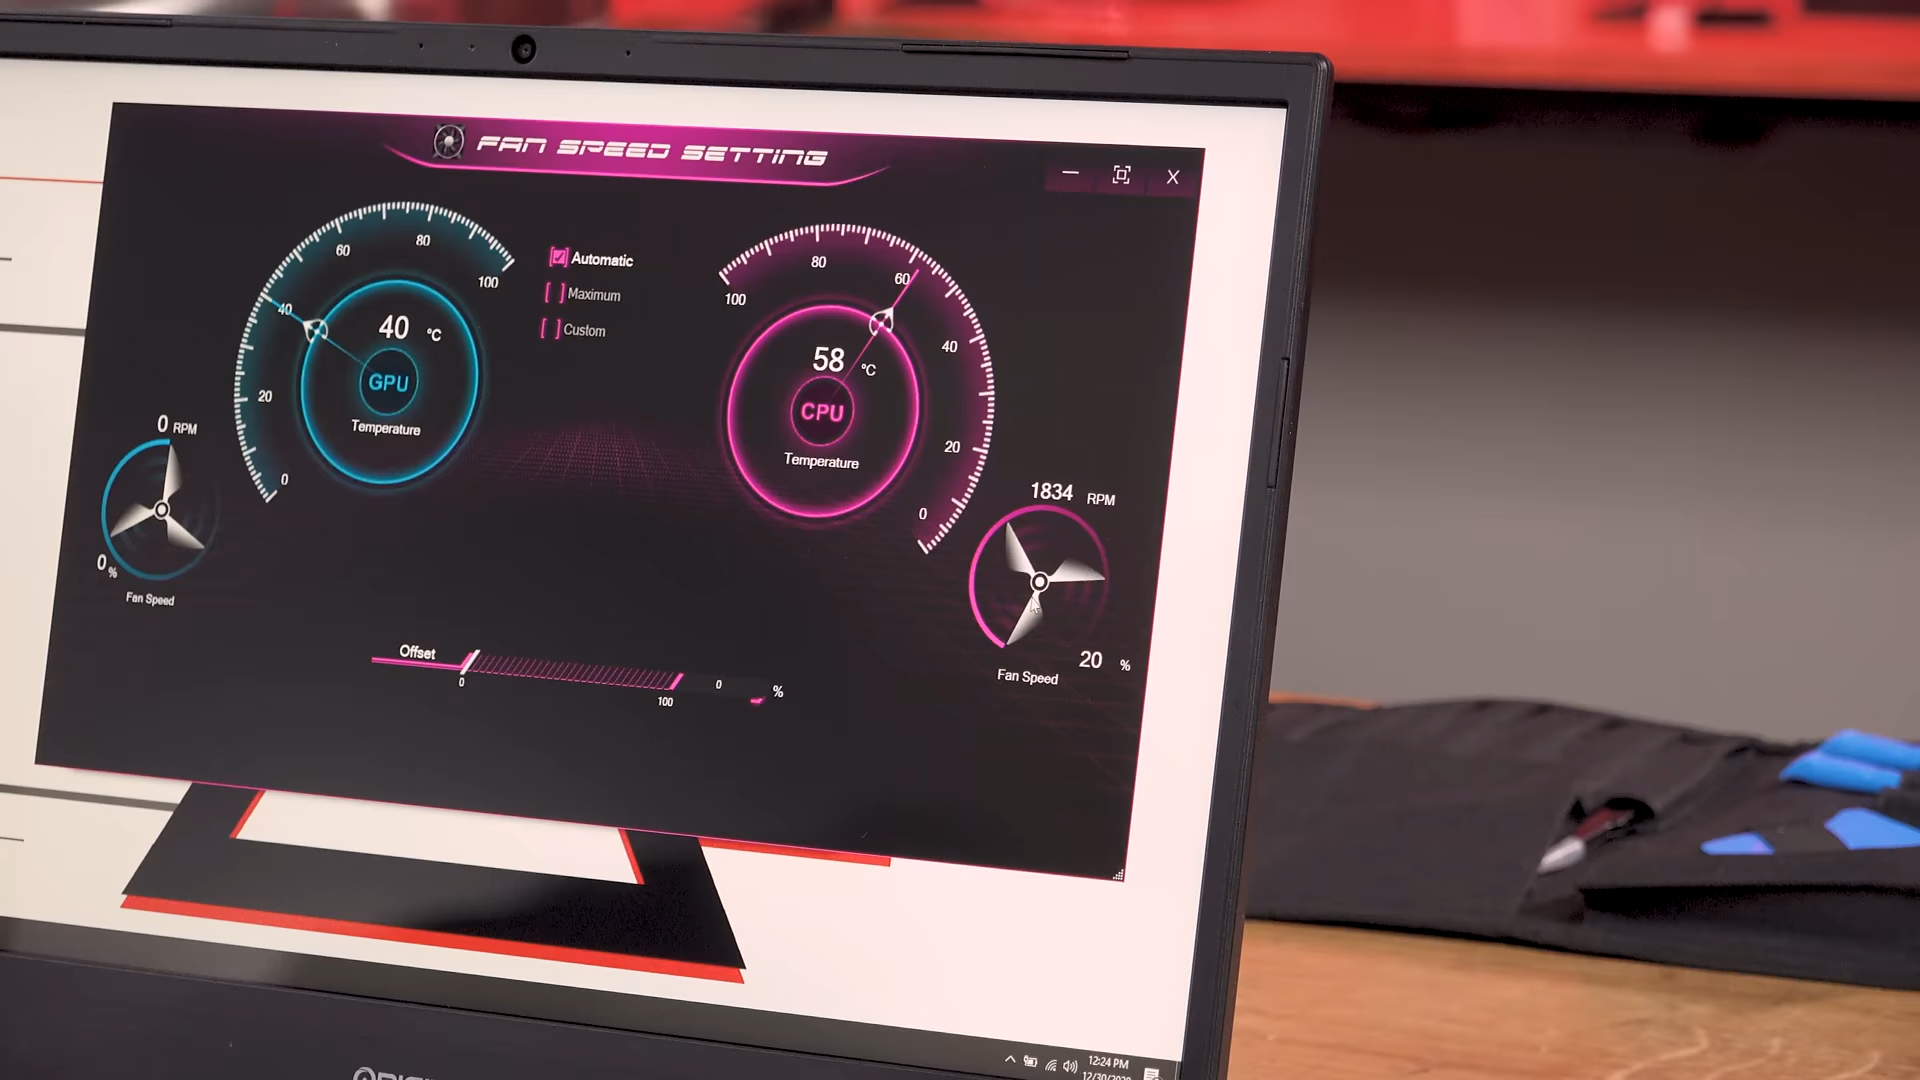 FAN SPEED SETTING
X
80
60
100
40
40 °C
GPU
20
Temperature
0
Automatic
Maximum
Custom
80
60
100
58 °C
40
CPU
20
Temperature
0
0 RPM
0 %
Fan Speed
1834 RPM
20 %
Fan Speed
Offset
0
100
0 %
12:24 PM